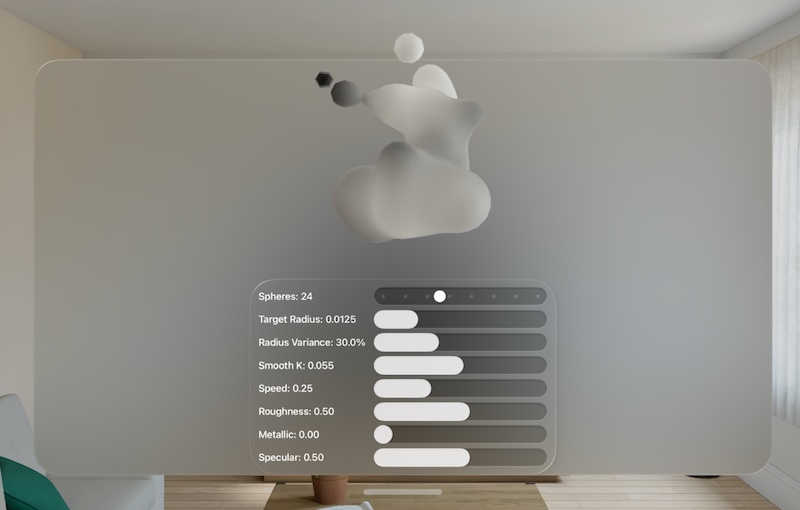 Spheres: 24
Target Radius: 0.0125
Radius Variance: 30.0%
Smooth K: 0.055
Speed: 0.25
Roughness: 0.50
Metallic: 0.00
Specular: 0.50